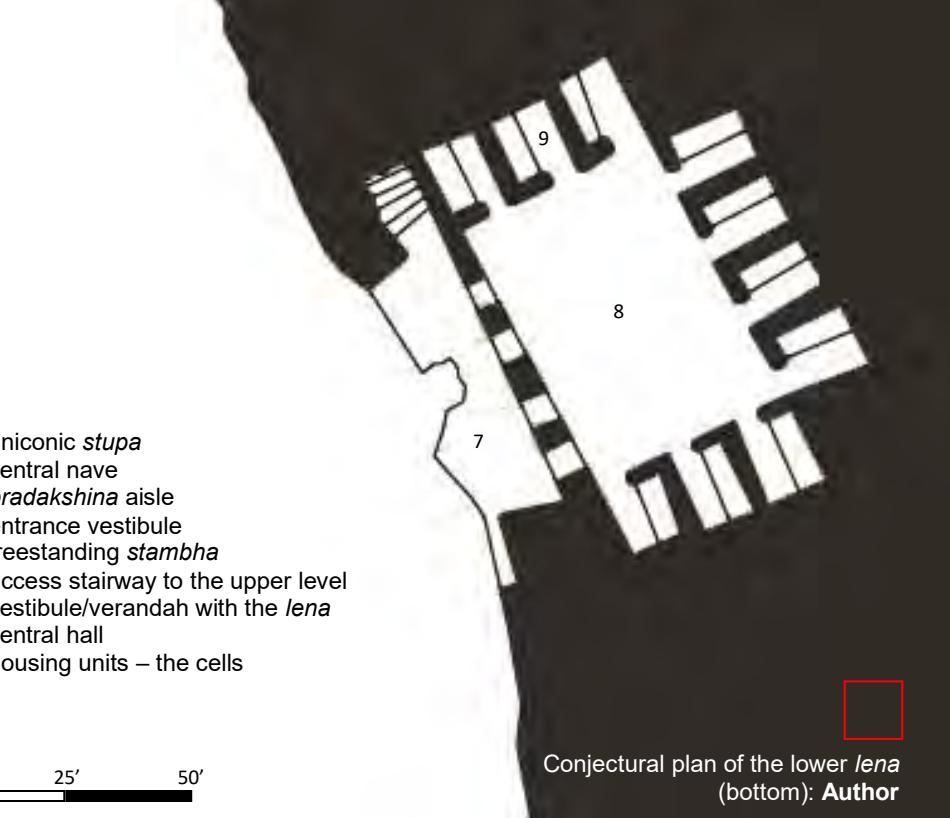 9
8
7
niconic stupa
entral nave
radakshina aisle
ntrance vestibule
reestanding stambha
ccess stairway to the upper level
estibule/verandah with the lena
entral hall
ousing units – the cells
25’ 50’
Conjectural plan of the lower lena
(bottom): Author